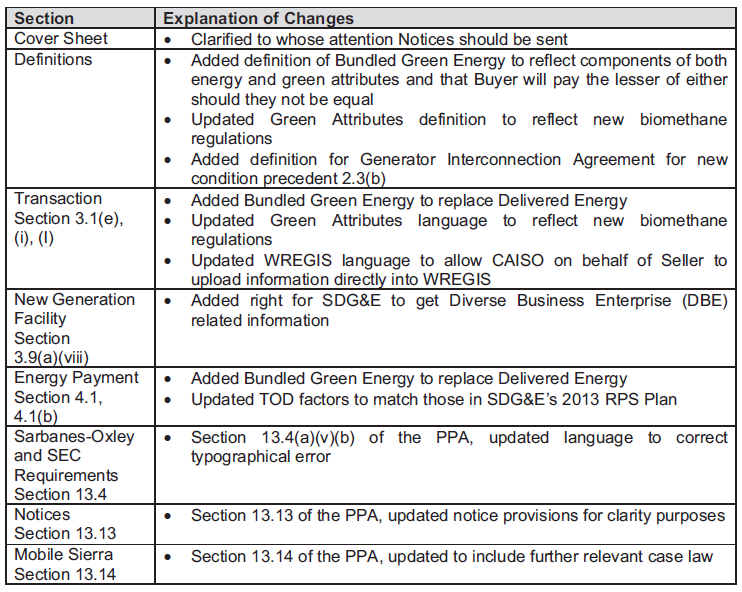 Section Explanation of Changes
Cover Sheet • Clarified to whose attention Notices should be sent
Definitions • Added definition of Bundled Green Energy to reflect components of both
energy and green attributes and that Buyer will pay the lesser of either
should they not be equal
• Updated Green Attributes definition to reflect new biomethane
regulations
• Added definition for Generator Interconnection Agreement for new
condition precedent 2.3(b)
Transaction
Section 3.1(e),
(i), (l)
• Added Bundled Green Energy to replace Delivered Energy
• Updated Green Attributes language to reflect new biomethane
regulations
• Updated WREGIS language to allow CAISO on behalf of Seller to
upload information directly into WREGIS
New Generation
Facility
Section
3.9(a)(viii)
• Added right for SDG&E to get Diverse Business Enterprise (DBE)
related information
Energy Payment
Section 4.1,
4.1(b)
• Added Bundled Green Energy to replace Delivered Energy
• Updated TOD factors to match those in SDG&E's 2013 RPS Plan
Sarbanes-Oxley
and SEC
Requirements
Section 13.4
• Section 13.4(a)(v)(b) of the PPA, updated language to correct
typographical error
Notices
Section 13.13
• Section 13.13 of the PPA, updated notice provisions for clarity purposes
Mobile Sierra
Section 13.14
• Section 13.14 of the PPA, updated to include further relevant case law